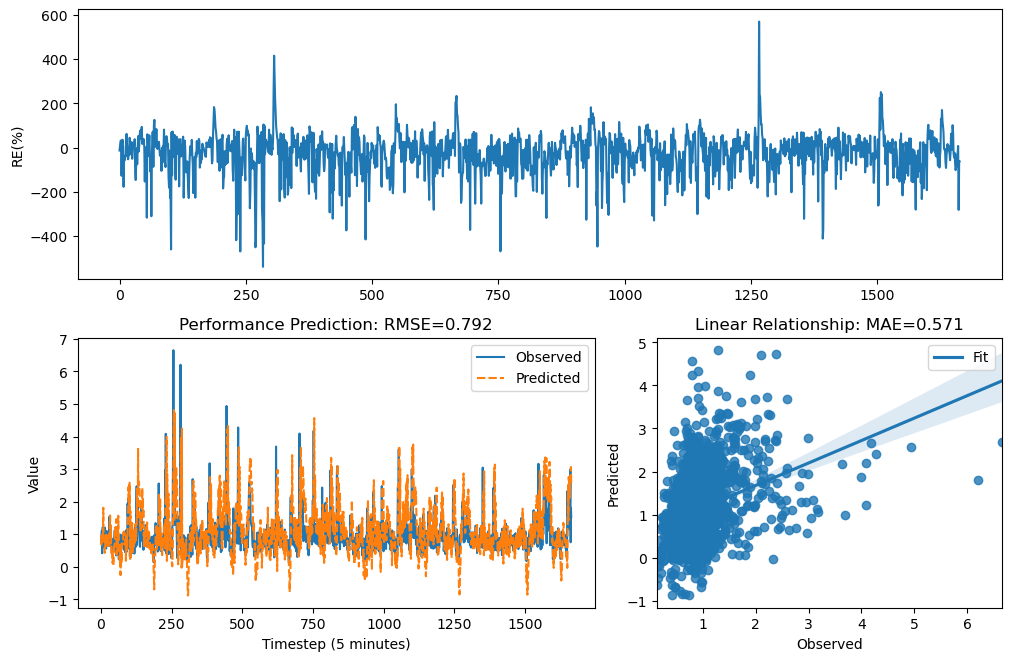 600
400
200
0
−200
−400
RE(%)
0 250 500 750 1000 1250 1500
Performance Prediction: RMSE=0.792
7
6
5
4
3
2
1
0
−1
Value
Observed
Predicted
0 250 500 750 1000 1250 1500
Timestep (5 minutes)
Linear Relationship: MAE=0.571
5
4
3
2
1
0
−1
Predicted
Fit
1 2 3 4 5 6
Observed